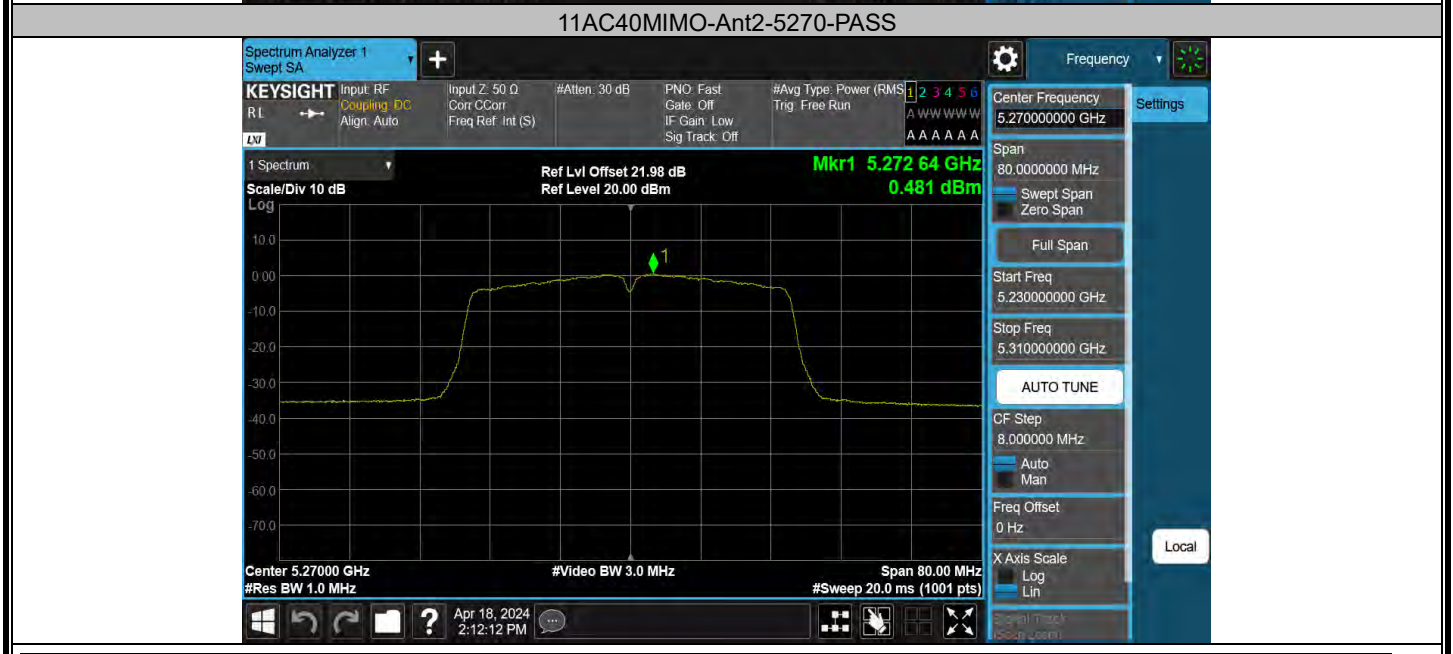 11AC40MIMO-Ant2-5270-PASS
Spectrum Analyzer 1
Swept SA
+
Frequency
KEYSIGHT
RL
LXI
Input: RF
Coupling: DC
Align: Auto
Input Z: 50 Ω
Corr CCorr
Freq Ref: Int (S)
#Atten: 30 dB
PNO: Fast
Gate: Off
IF Gain: Low
Sig Track: Off
#Avg Type: Power (RMS
Trig: Free Run
1 2 3 4 5 6
A W W W W W
A A A A A A
1 Spectrum
Scale/Div 10 dB
Log
Ref Lvl Offset 21.98 dB
Ref Level 20.00 dBm
Mkr1 5.272 64 GHz
0.481 dBm
1
10.0
0.00
-10.0
-20.0
-30.0
-40.0
-50.0
-60.0
-70.0
Center 5.27000 GHz
#Res BW 1.0 MHz
#Video BW 3.0 MHz
Span 80.00 MHz
#Sweep 20.0 ms (1001 pts)
Center Frequency
5.270000000 GHz
Settings
Span
80.0000000 MHz
Swept Span
Zero Span
Full Span
Start Freq
5.230000000 GHz
Stop Freq
5.310000000 GHz
AUTO TUNE
CF Step
8.000000 MHz
Auto
Man
Freq Offset
0 Hz
X Axis Scale
Log
Lin
Local
Signal Track
(Span Zoom)
?
Apr 18, 2024
2:12:12 PM